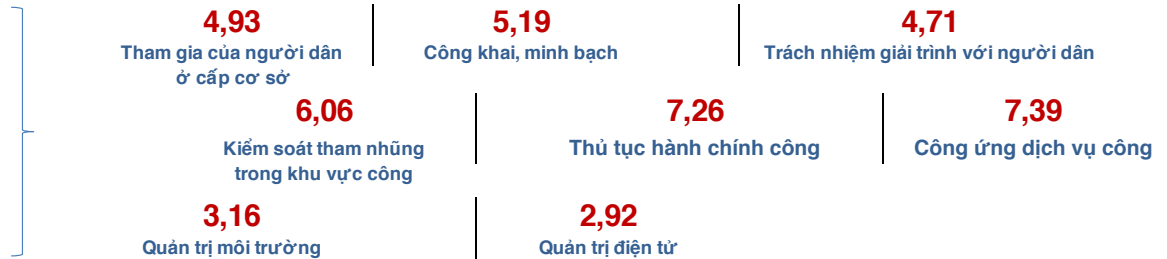 4,93
Tham gia của người dân
ở cấp cơ sở
5,19
Công khai, minh bạch
4,71
Trách nhiệm giải trình với người dân
6,06
Kiểm soát tham nhũng
trong khu vực công
7,26
Thủ tục hành chính công
7,39
Công ứng dịch vụ công
3,16
Quản trị môi trường
2,92
Quản trị điện tử